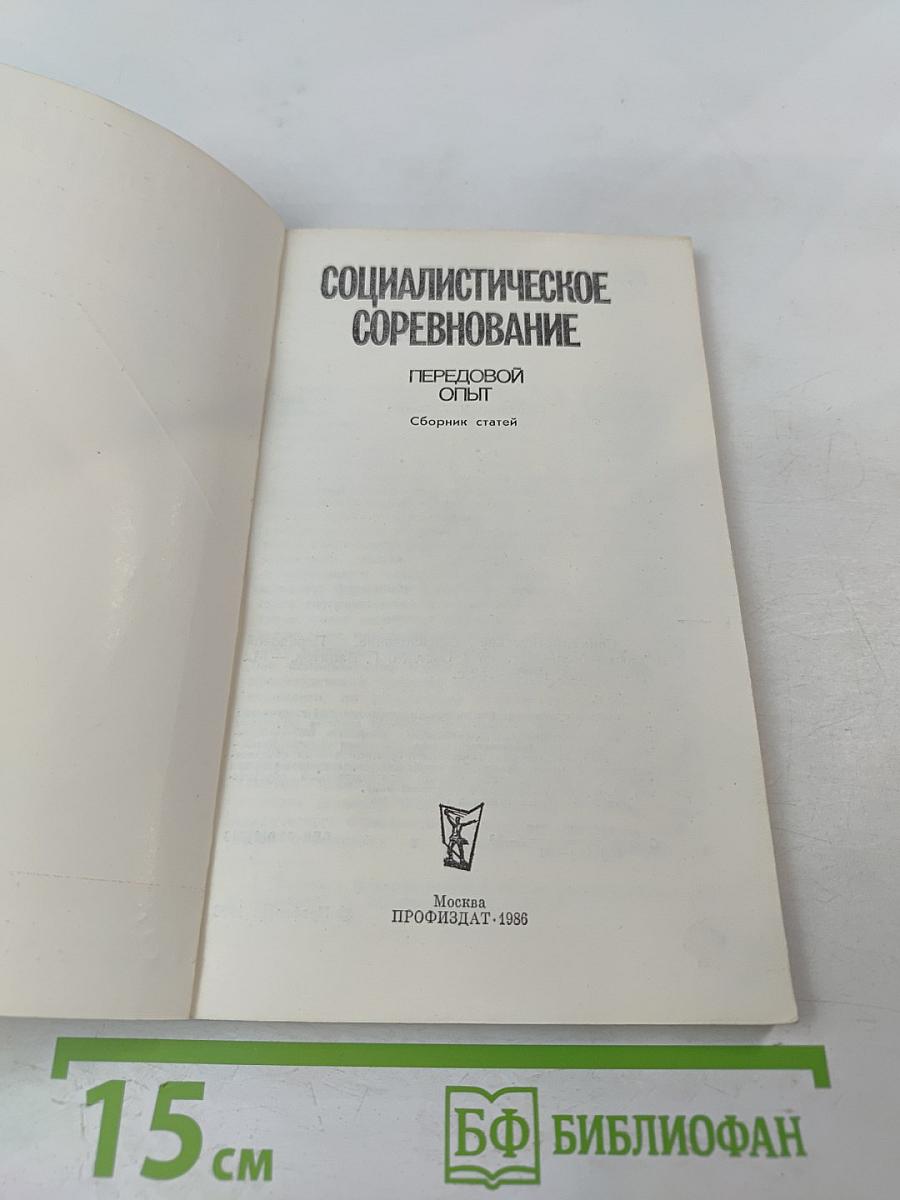 СОЦИАЛИСТИЧЕСКОЕ
СОРЕВНОВАНИЕ
ПЕРЕДОВОЙ
ОПЫТ
Сборник статей
Москва
ПРОФИЗДАТ · 1986
15 см
БФ БИБЛИОФАН